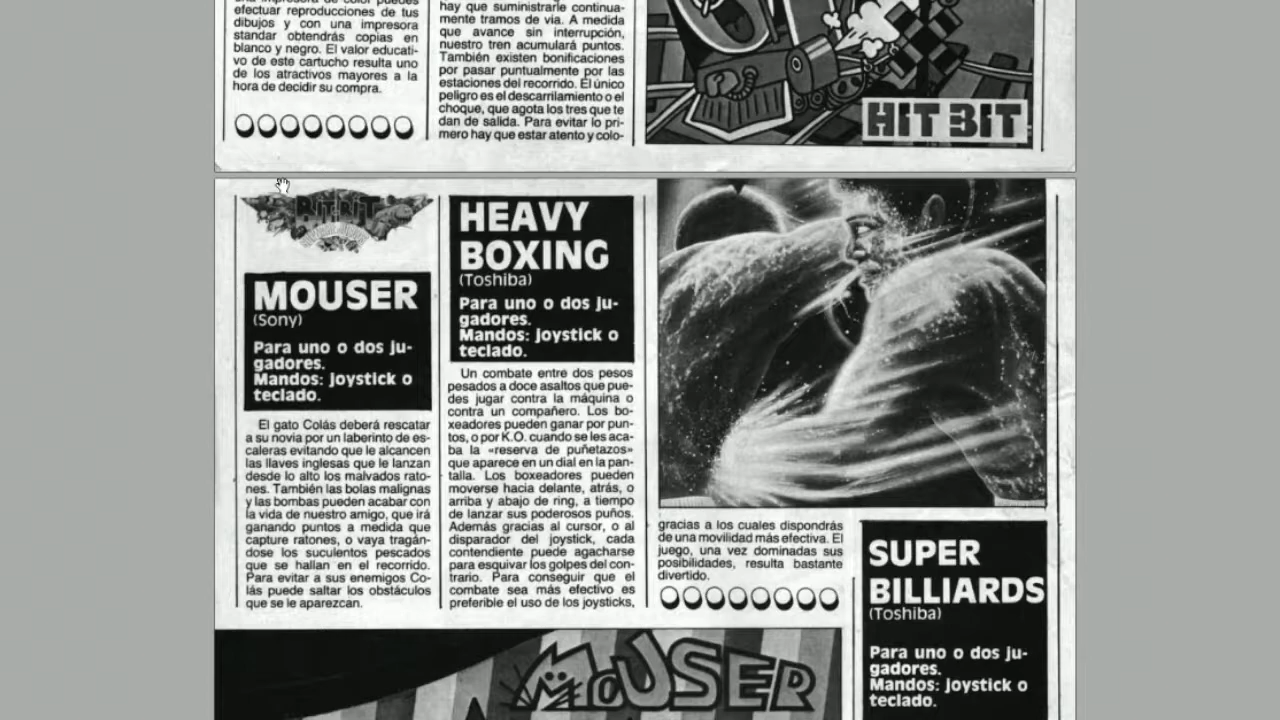 efectuar reproducciones de tus
dibujos y con una impresora
standar obtendrás copias en
blanco y negro. El valor educati-
vo de este cartucho resulta uno
de los atractivos mayores a la
hora de decidir su compra.
hay que suministrarle continua-
mente tramos de via. A medida
que avance sin interrupción,
nuestro tren acumulará puntos.
También existen bonificaciones
por pasar puntualmente por las
estaciones del recorrido. El único
peligro es el descarrilamiento o el
choque, que agota los tres que te
dan de salida. Para evitar lo pri-
mero hay que estar atento y colo-
HIT BIT
MOUSER
(Sony)
Para uno o dos ju-
gadores.
Mandos: joystick o
teclado.
El gato Colás deberá rescatar
a su novia por un laberinto de es-
caleras evitando que le alcancen
las llaves inglesas que le lanzan
desde lo alto los malvados rato-
nes. También las bolas malignas
y las bombas pueden acabar con
la vida de nuestro amigo, que irá
ganando puntos a medida que
capture ratones, o vaya tragán-
dose los suculentos pescados
que se hallan en el recorrido.
Para evitar a sus enemigos Co-
lás puede saltar los obstáculos
que se le aparezcan.
HEAVY
BOXING
(Toshiba)
Para uno o dos ju-
gadores.
Mandos: joystick o
teclado.
Un combate entre dos pesos
pesados a doce asaltos que pue-
des jugar contra la máquina o
contra un compañero. Los bo-
xeadores pueden ganar por pun-
tos, o por K.O. cuando se les aca-
ba la «reserva de puñetazos»
que aparece en un dial en la pan-
talla. Los boxeadores pueden
moverse hacia delante, atrás, o
arriba y abajo de ring, a tiempo
de lanzar sus poderosos puños.
Además gracias al cursor, o al
disparador del joystick, cada
contendiente puede agacharse
para esquivar los golpes del con-
trario. Para conseguir que el
combate sea más efectivo es
preferible el uso de los joysticks,
gracias a los cuales dispondrás
de una movilidad más efectiva. El
juego, una vez dominadas sus
posibilidades, resulta bastante
divertido.
SUPER
BILLIARDS
(Toshiba)
Para uno o dos ju-
gadores.
Mandos: joystick o
teclado.
MOUSER